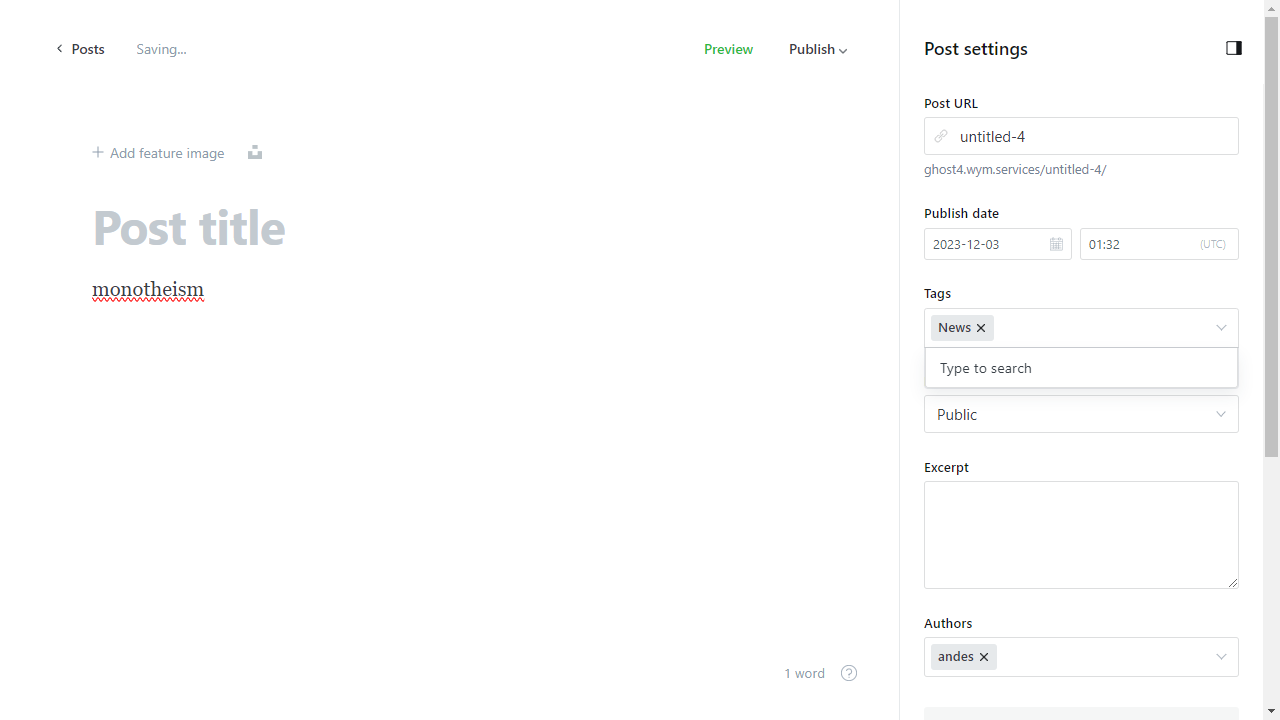 Posts Saving... Preview Publish
Add feature image
Post title
monotheism
1 word ?
Post settings
Post URL
untitled-4
ghost4.wym.services/untitled-4/
Publish date
2023-12-03 01:32 (UTC)
Tags
News ×
Type to search
Public
Excerpt
Authors
andes ×